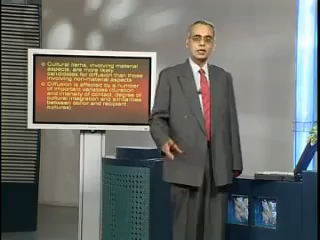 Cultural items, involving material
aspects, are more likely
candidates for diffusion than those
involving non-material aspects
Diffusion is affected by a number
of important variables (duration
and intensity of contact, degree of
cultural integration and similarities
between donor and recipient
cultures)